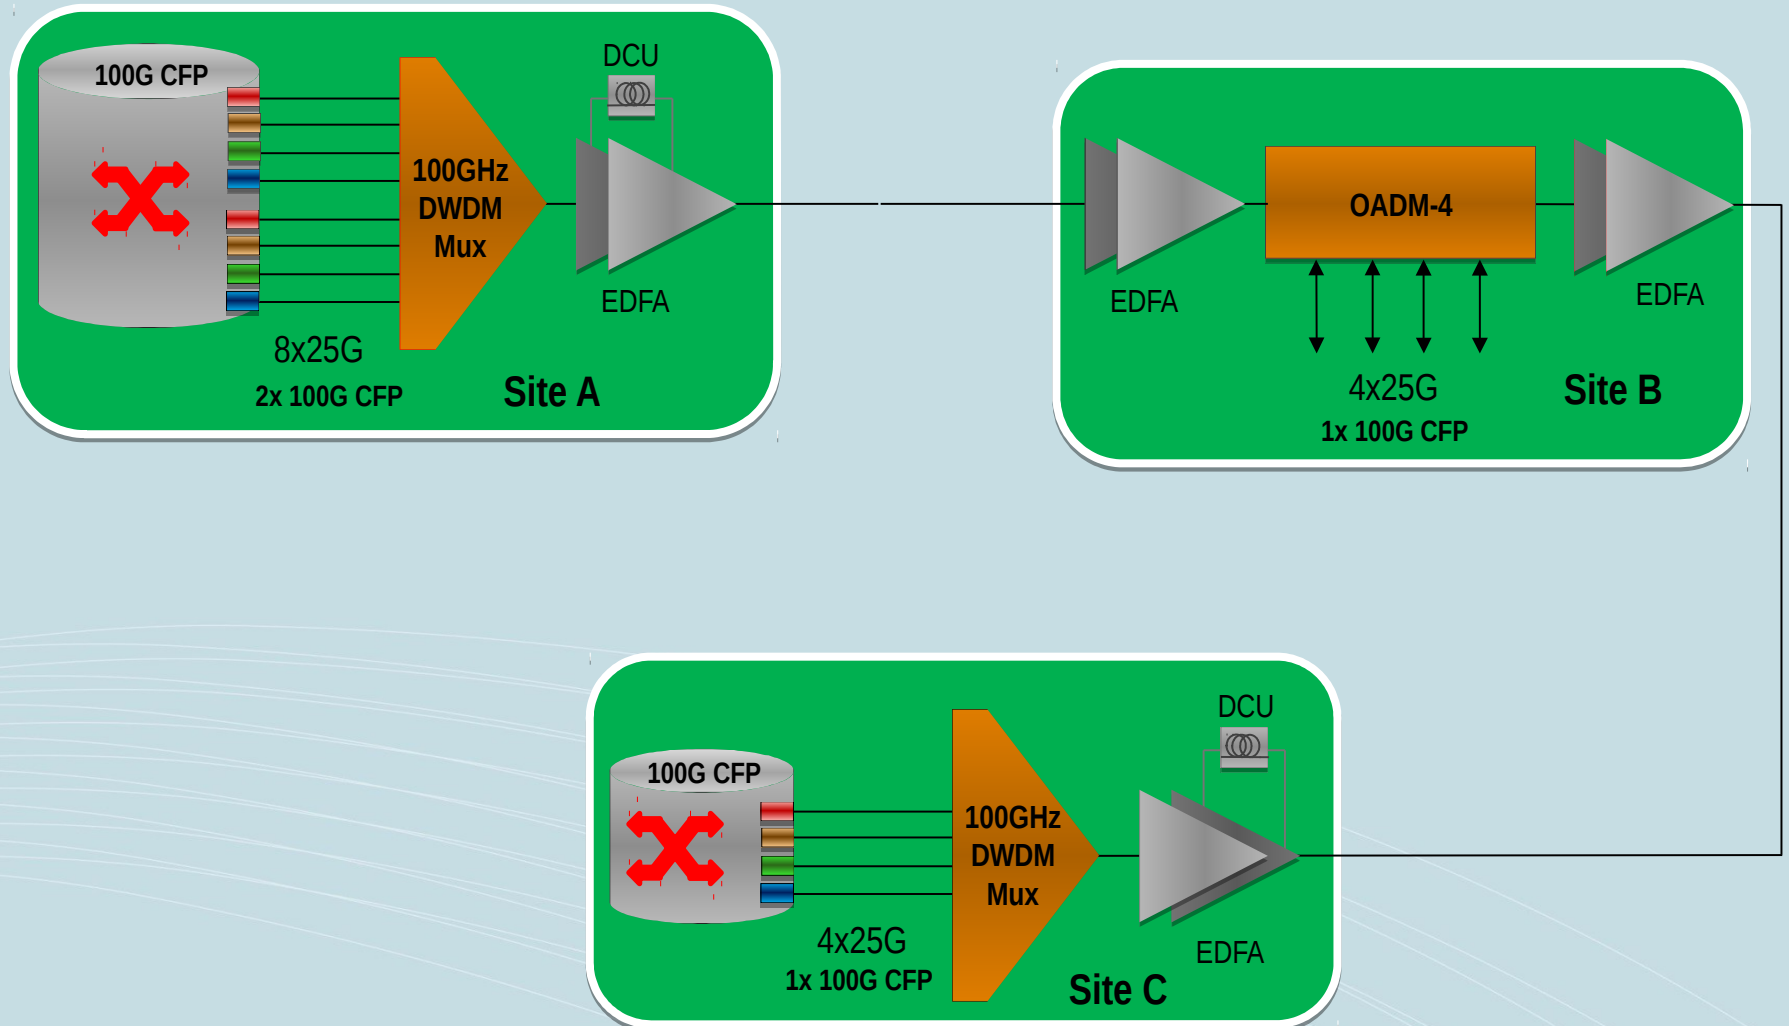 100G CFP
DCU
100GHz
DWDM
Mux
EDFA
8x25G
2x 100G CFP
Site A
EDFA
OADM-4
EDFA
4x25G
1x 100G CFP
Site B
100G CFP
DCU
100GHz
DWDM
Mux
EDFA
4x25G
1x 100G CFP
Site C